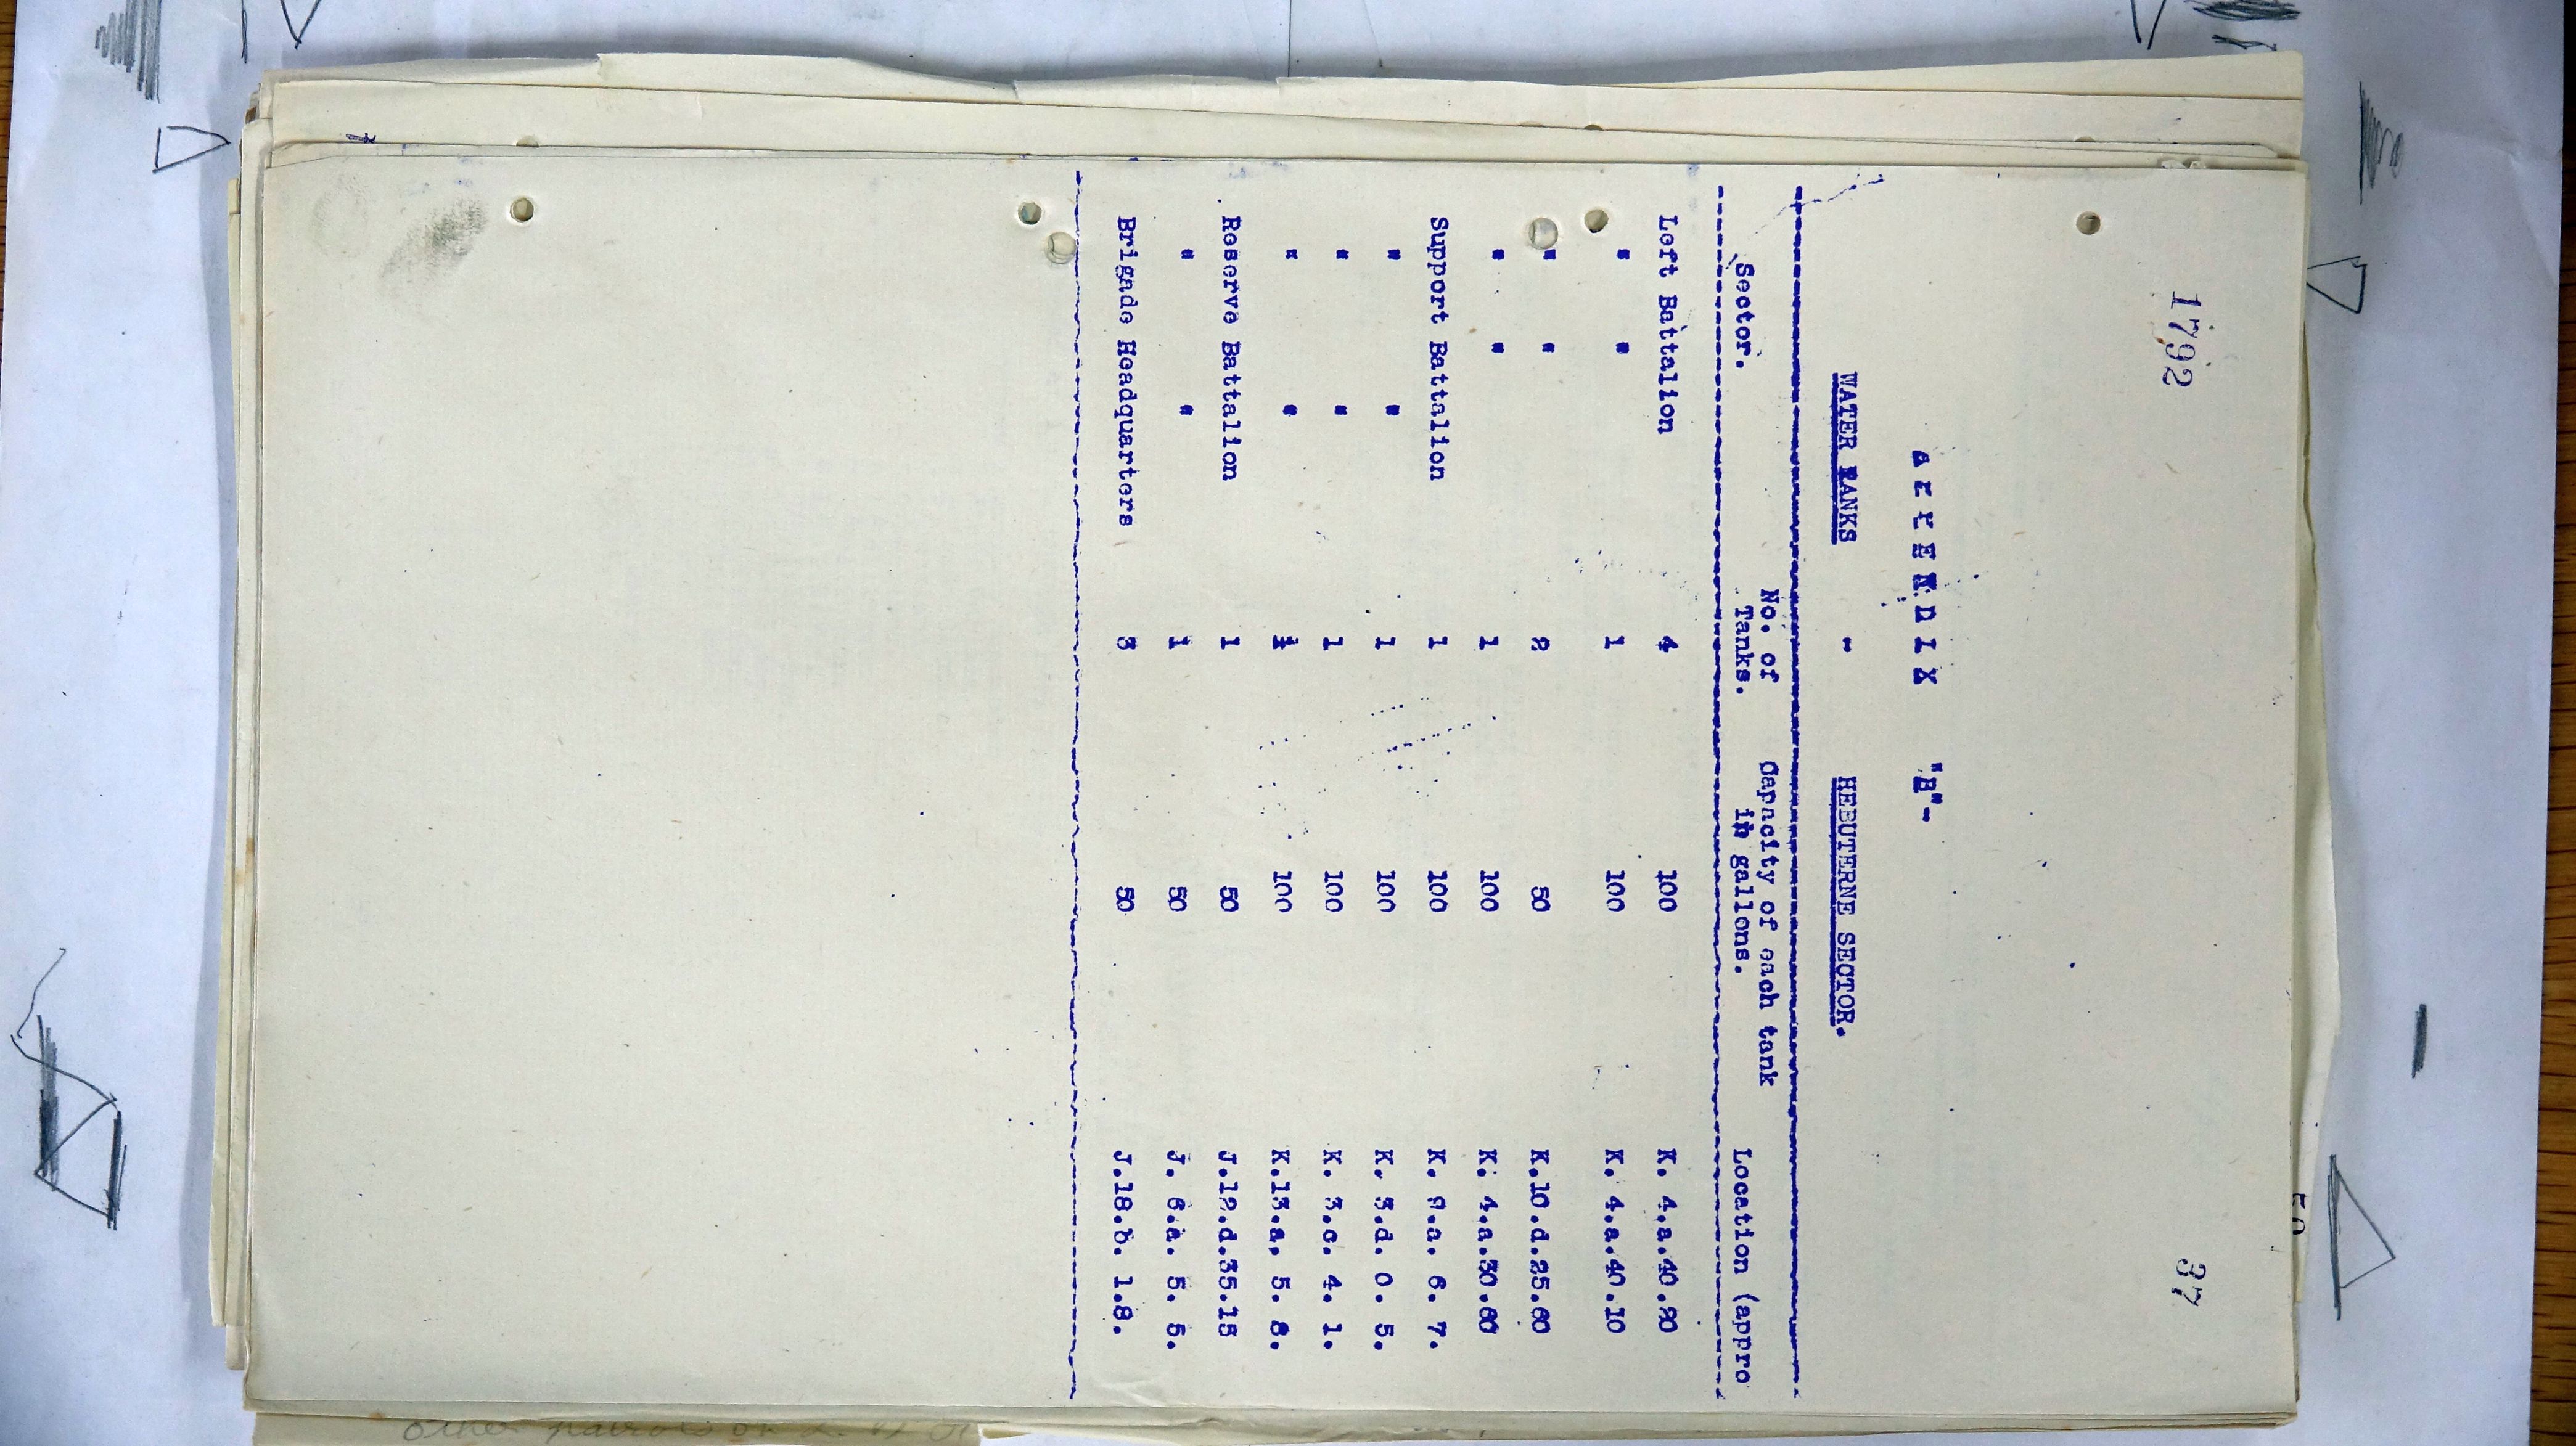 1792
37
A P P E N D I X "B"-
WATER TANKS - HEBUTERNE SECTOR.
Sector. No. of Tanks. Capacity of each tank in gallons. Location (appro
Left Battalion 4 100 K. 4.a.40.20
" " 1 100 K. 4.a.40.10
" " 2 50 K.10.d.25.60
" " 1 100 K. 4.a.30.60
Support Battalion 1 100 K. 2.a. 6. 7.
" " 1 100 K. 3.d. 0. 5.
" " 1 100 K. 3.c. 4. 1.
" " 1 100 K.13.a. 5. 8.
Reserve Battalion 1 50 J.12.d.35.15
" " 1 50 J. 6.a. 5. 5.
Brigade Headquarters 3 50 J.18.b. 1.8.
other patrols on